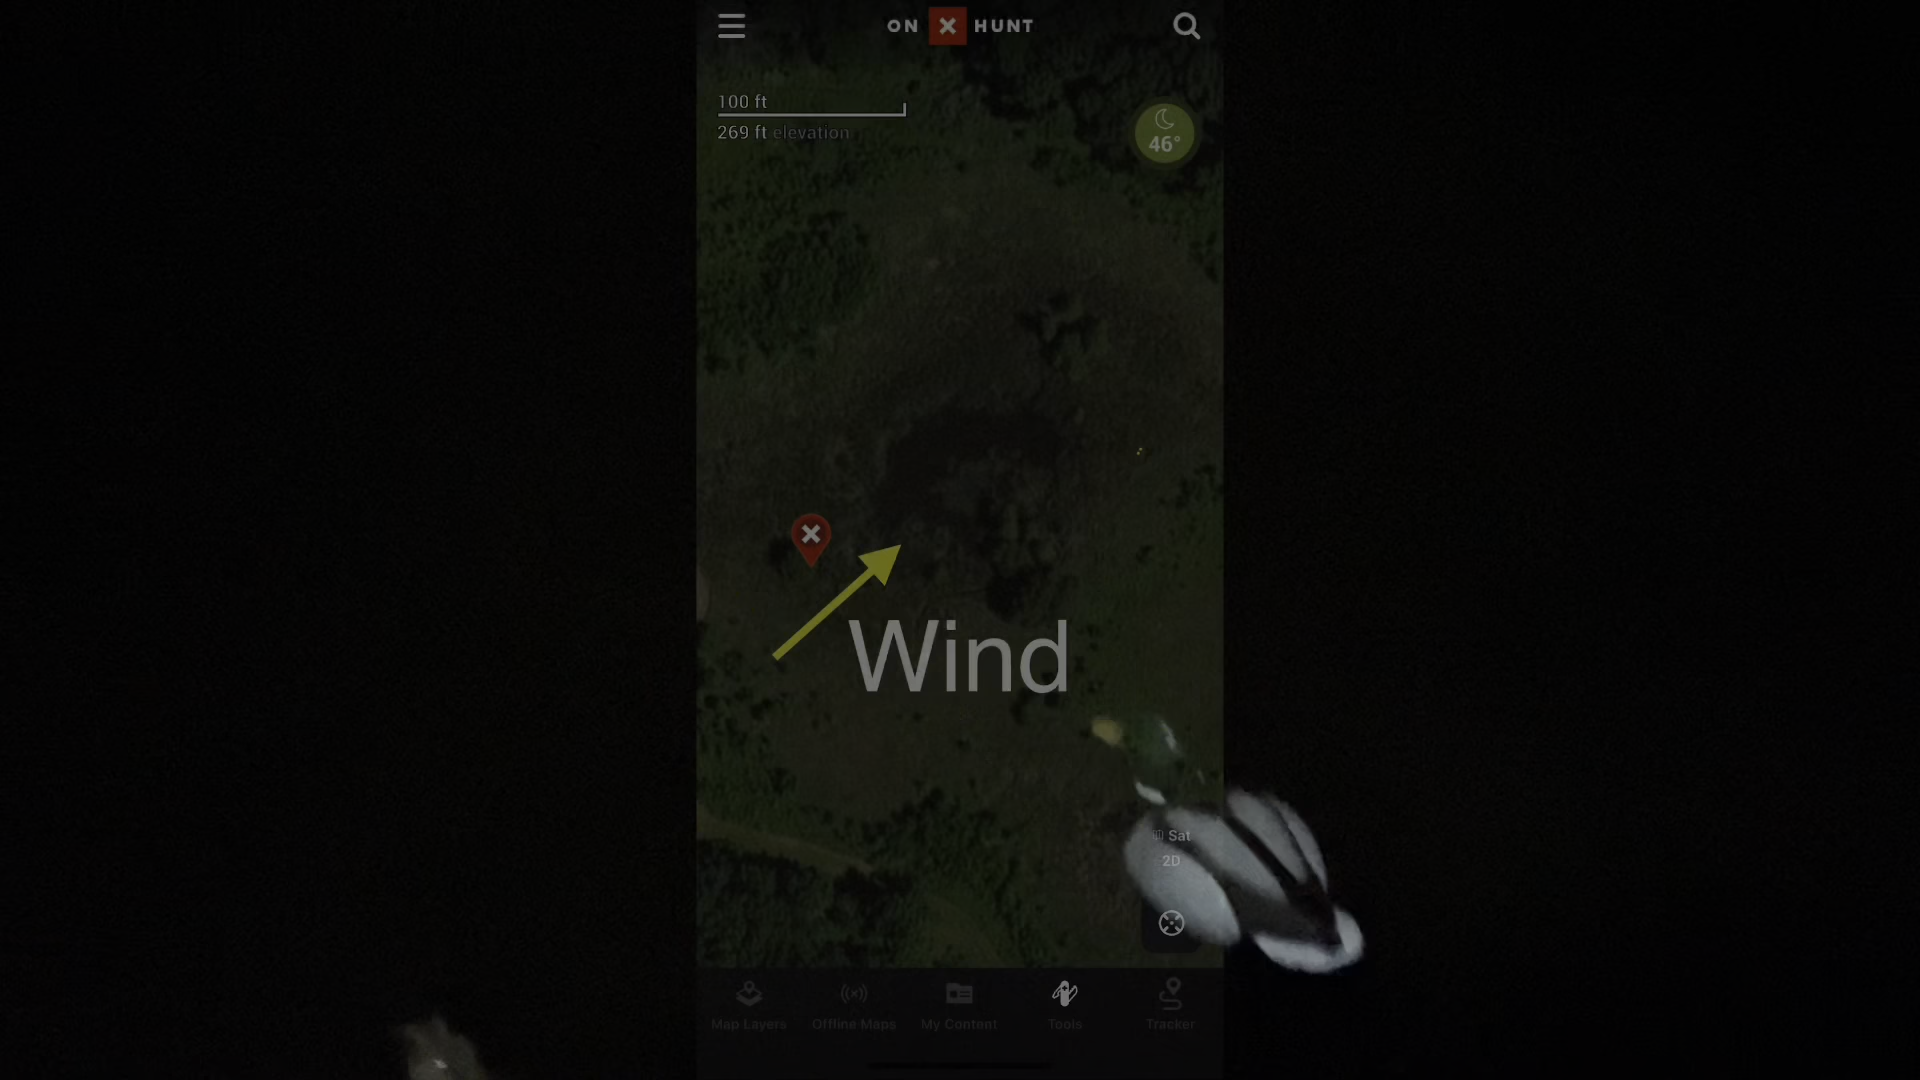 ON X HUNT
100 ft
269 ft elevation
46°
Wind
Sat
2D
Map Layers
Offline Maps
My Content
Tools
Tracker